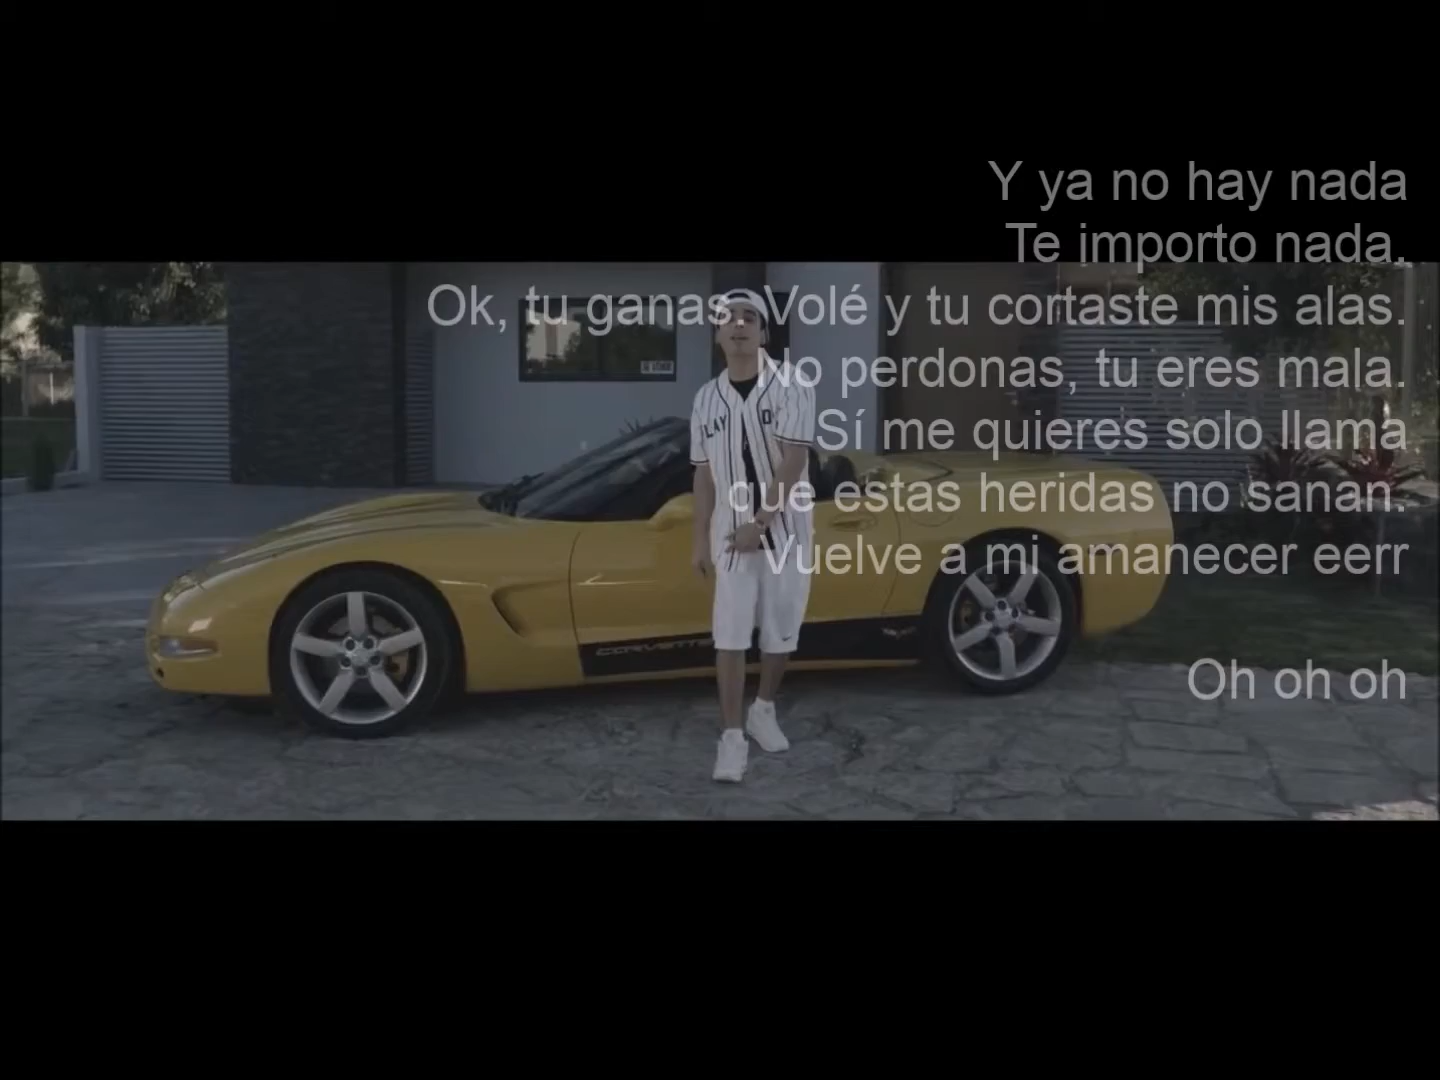 Y ya no hay nada
Te importo nada.
Ok, tu ganas. Volé y tu cortaste mis alas.
No perdonas, tu eres mala.
Sí me quieres solo llama
que estas heridas no sanan.
Vuelve a mi amanecer eerr
Oh oh oh
CORVETTE